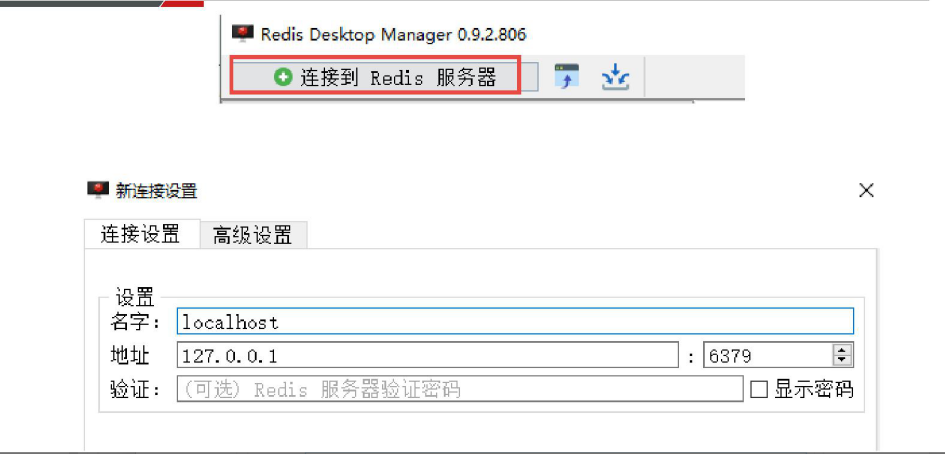 Redis Desktop Manager 0.9.2.806
连接到 Redis 服务器
新连接设置
连接设置 高级设置
设置
名字: localhost
地址 127.0.0.1 : 6379
验证: (可选) Redis 服务器验证密码 显示密码